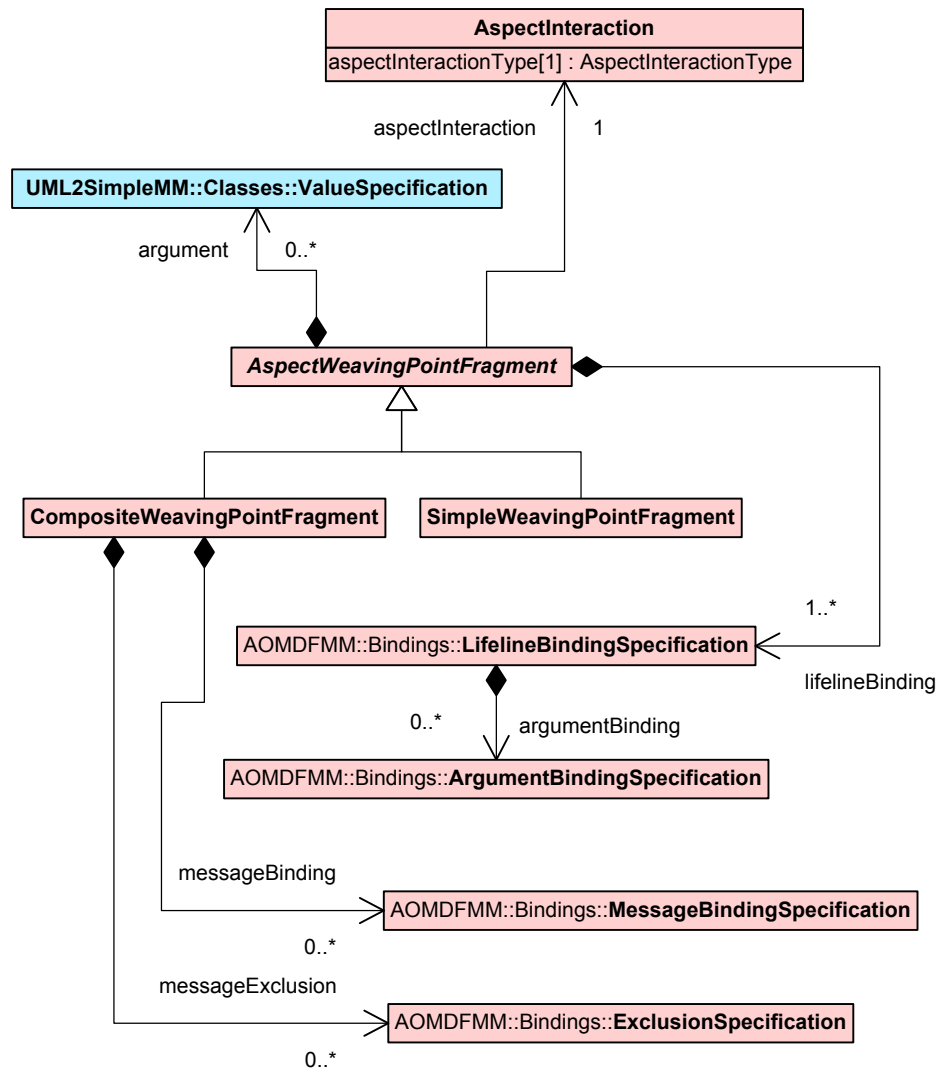 AspectInteraction
aspectInteractionType[1] : AspectInteractionType
aspectInteraction
1
UML2SimpleMM::Classes::ValueSpecification
argument
0..*
AspectWeavingPointFragment
CompositeWeavingPointFragment
SimpleWeavingPointFragment
1..*
AOMDFMM::Bindings::LifelineBindingSpecification
lifelineBinding
0..*
argumentBinding
AOMDFMM::Bindings::ArgumentBindingSpecification
messageBinding
AOMDFMM::Bindings::MessageBindingSpecification
0..*
messageExclusion
AOMDFMM::Bindings::ExclusionSpecification
0..*